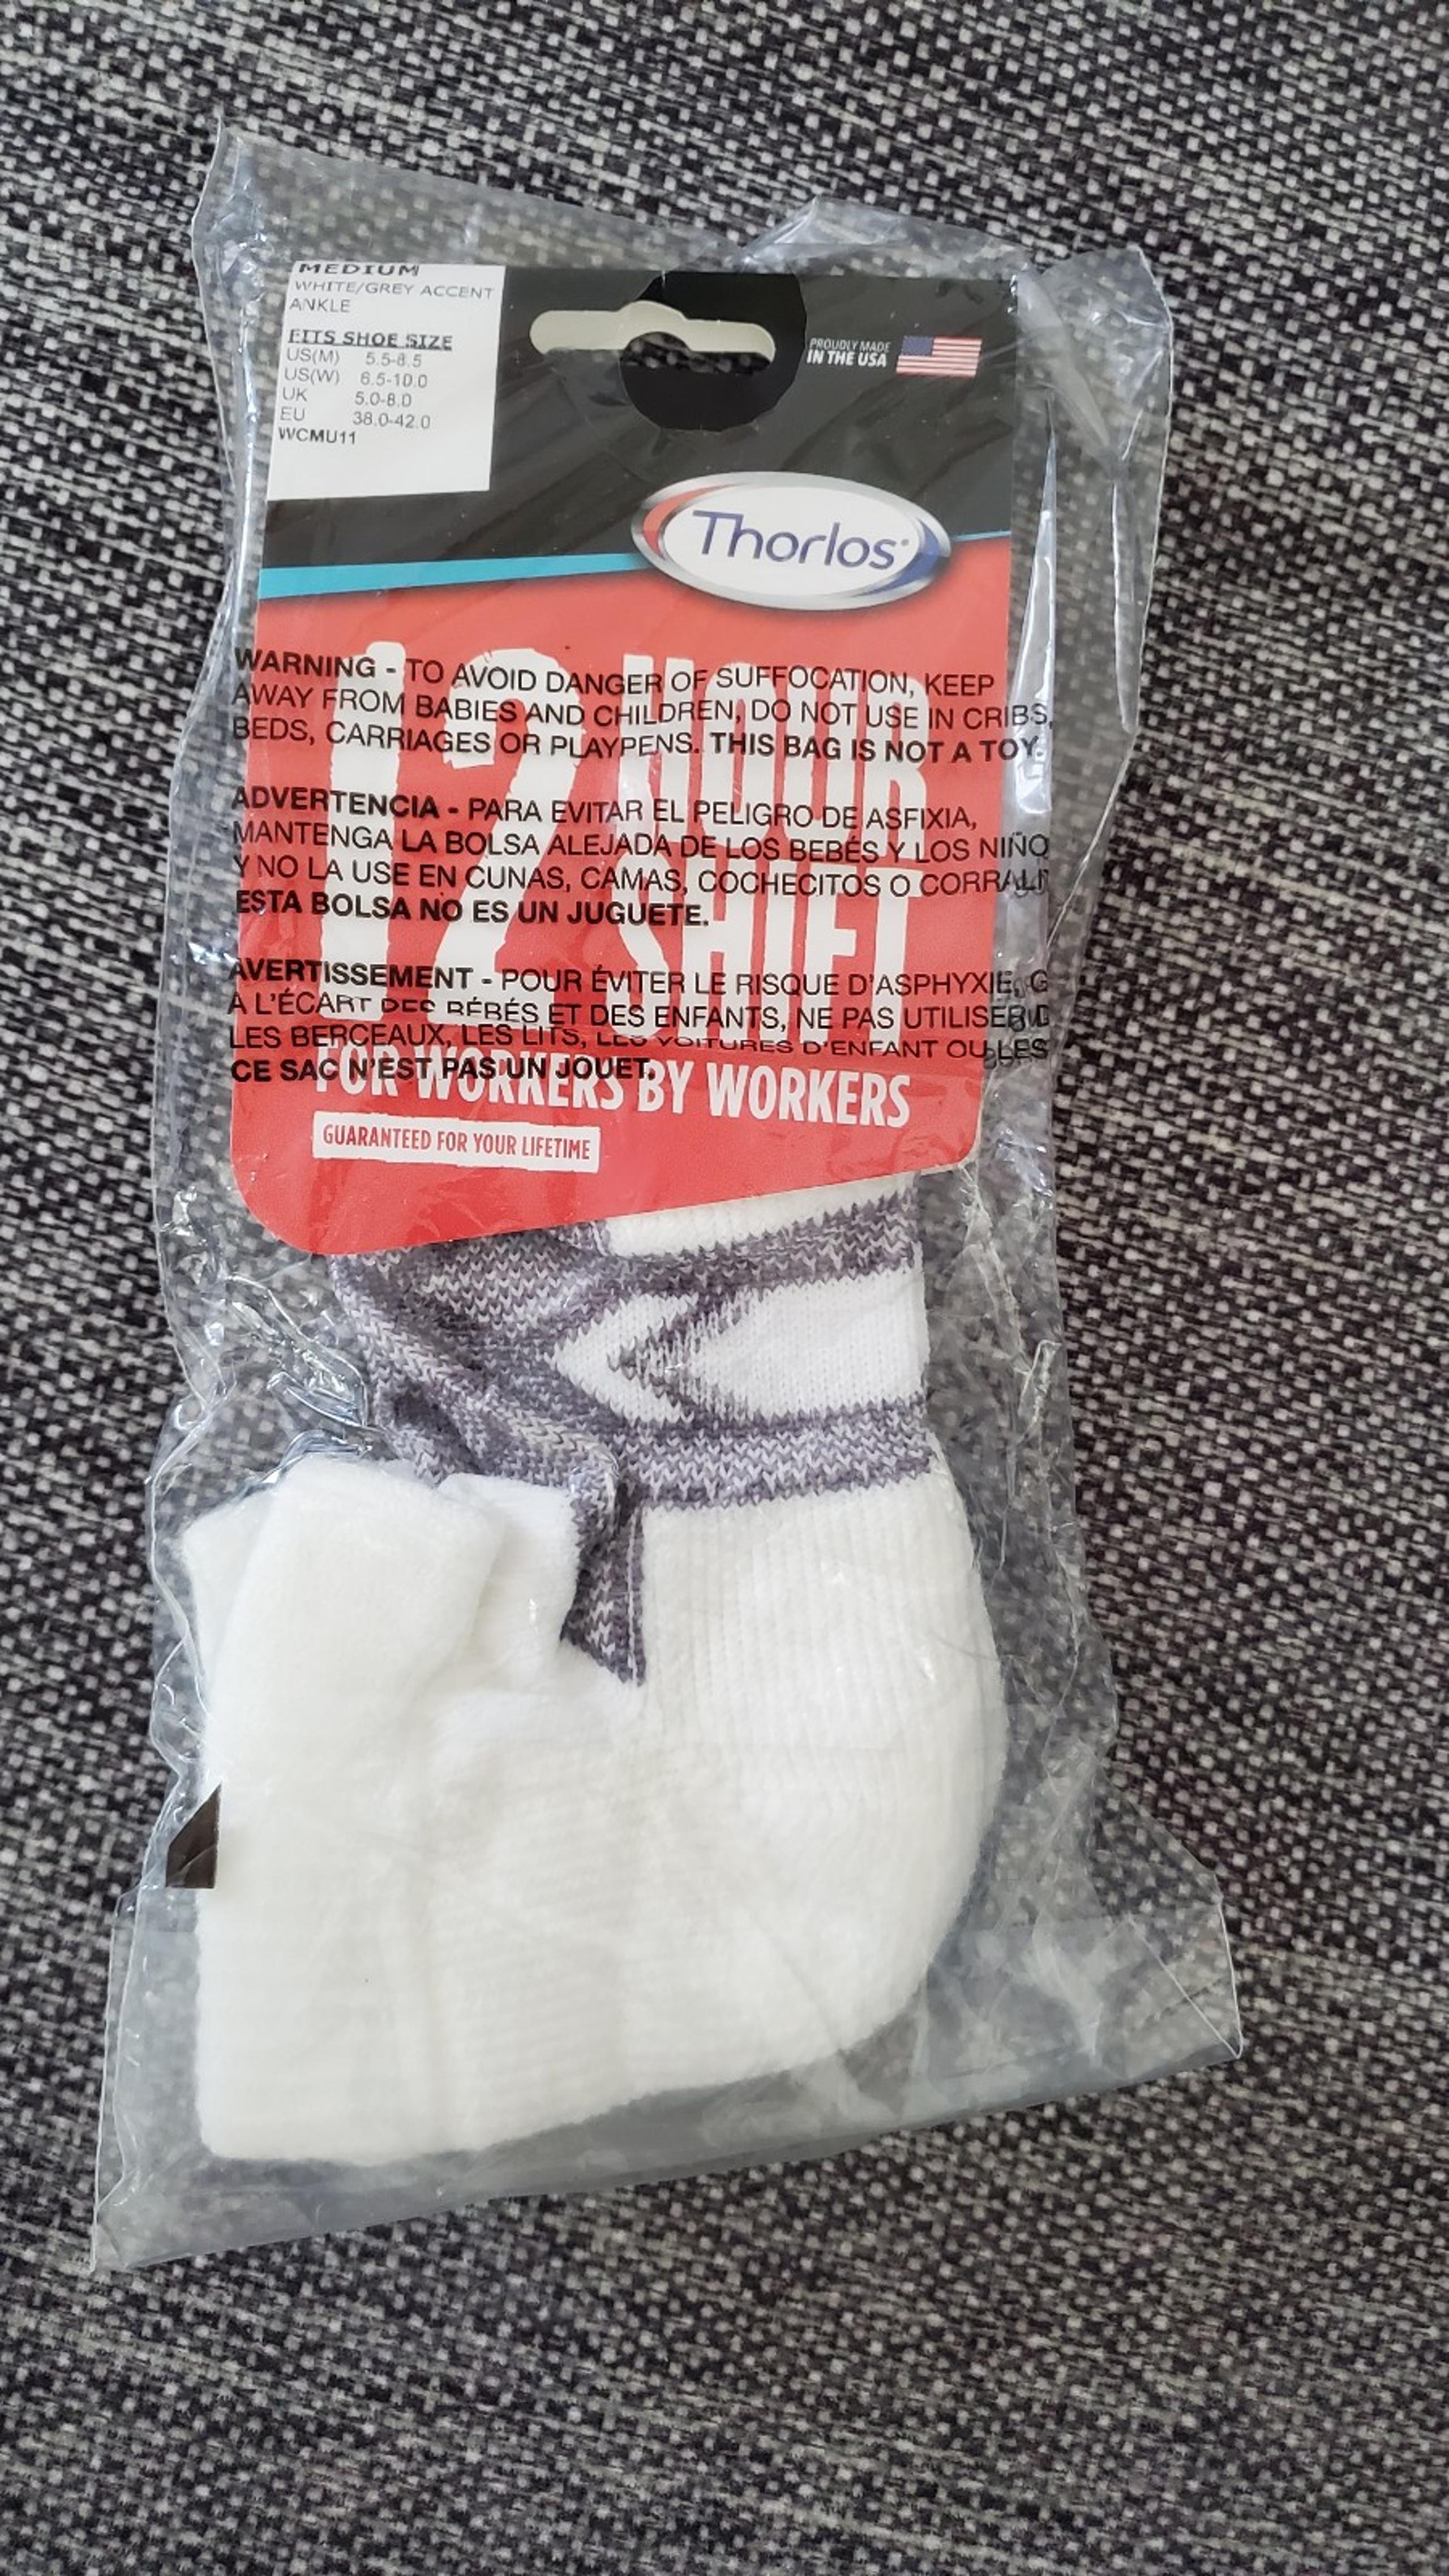 MEDIUM
WHITE/GREY ACCENT
ANKLE
FITS SHOE SIZE
US(M) 5.5-8.5
US(W) 6.5-10.0
UK 5.0-8.0
EU 38.0-42.0
WCMU11
PROUDLY MADE
IN THE USA
Thorlos®
12 HOUR
SHIFT
WARNING - TO AVOID DANGER OF SUFFOCATION, KEEP
AWAY FROM BABIES AND CHILDREN, DO NOT USE IN CRIBS,
BEDS, CARRIAGES OR PLAYPENS. THIS BAG IS NOT A TOY.
ADVERTENCIA - PARA EVITAR EL PELIGRO DE ASFIXIA,
MANTENGA LA BOLSA ALEJADA DE LOS BEBÉS Y LOS NIÑO
Y NO LA USE EN CUNAS, CAMAS, COCHECITOS O
ESTA BOLSA NO ES UN JUGUETE.
AVERTISSEMENT - POUR ÉVITER LE RISQUE D'ASPHYXIE, G
À L'ÉCART DES BÉBÉS ET DES ENFANTS, NE PAS UTILISER D
LES BERCEAUX, LES LITS, LES VOITURES D'ENFANT OU LES
CE SAC N'EST PAS UN JOUET.
FOR WORKERS BY WORKERS
GUARANTEED FOR YOUR LIFETIME